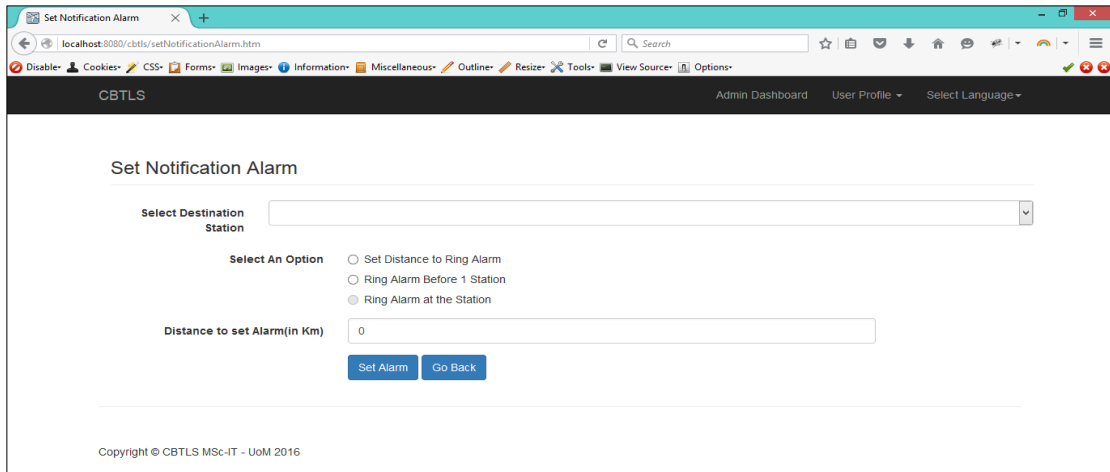 Set Notification Alarm
localhost:8080/cbtls/setNotificationAlarm.htm
Search
Disable Cookies CSS Forms Images Information Miscellaneous Outline Resize Tools View Source Options
CBTLS Admin Dashboard User Profile Select Language
Set Notification Alarm
Select Destination
Station
Select An Option
Set Distance to Ring Alarm
Ring Alarm Before 1 Station
Ring Alarm at the Station
Distance to set Alarm(in Km) 0
Set Alarm Go Back
Copyright © CBTLS MSc-IT - UoM 2016